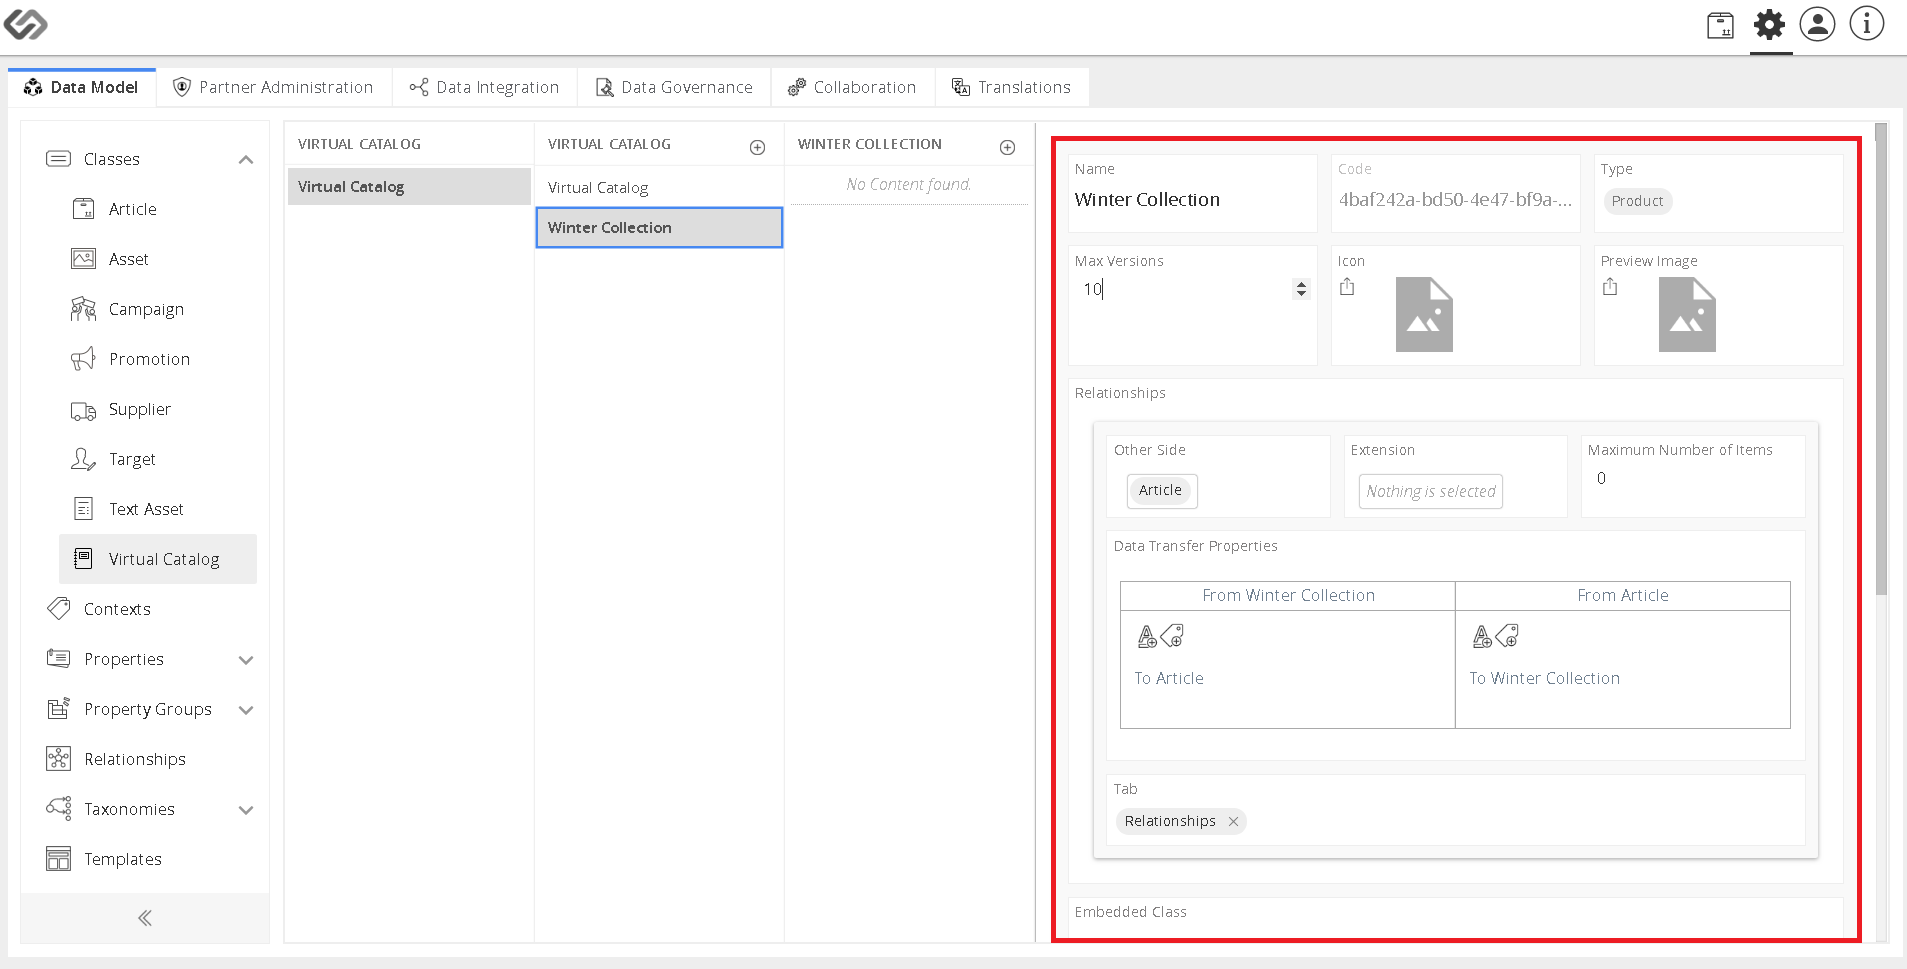 Data Model
Partner Administration
Data Integration
Data Governance
Collaboration
Translations
Classes
Article
Asset
Campaign
Promotion
Supplier
Target
Text Asset
Virtual Catalog
Contexts
Properties
Property Groups
Relationships
Taxonomies
Templates
VIRTUAL CATALOG
Virtual Catalog
VIRTUAL CATALOG
Virtual Catalog
Winter Collection
WINTER COLLECTION
No Content found.
Name
Winter Collection
Code
4baf242a-bd50-4e47-bf9a-...
Type
Product
Max Versions
10
Icon
Preview Image
Relationships
Other Side
Article
Extension
Nothing is selected
Maximum Number of Items
0
Data Transfer Properties
From Winter Collection
From Article
To Article
To Winter Collection
Tab
Relationships
Embedded Class